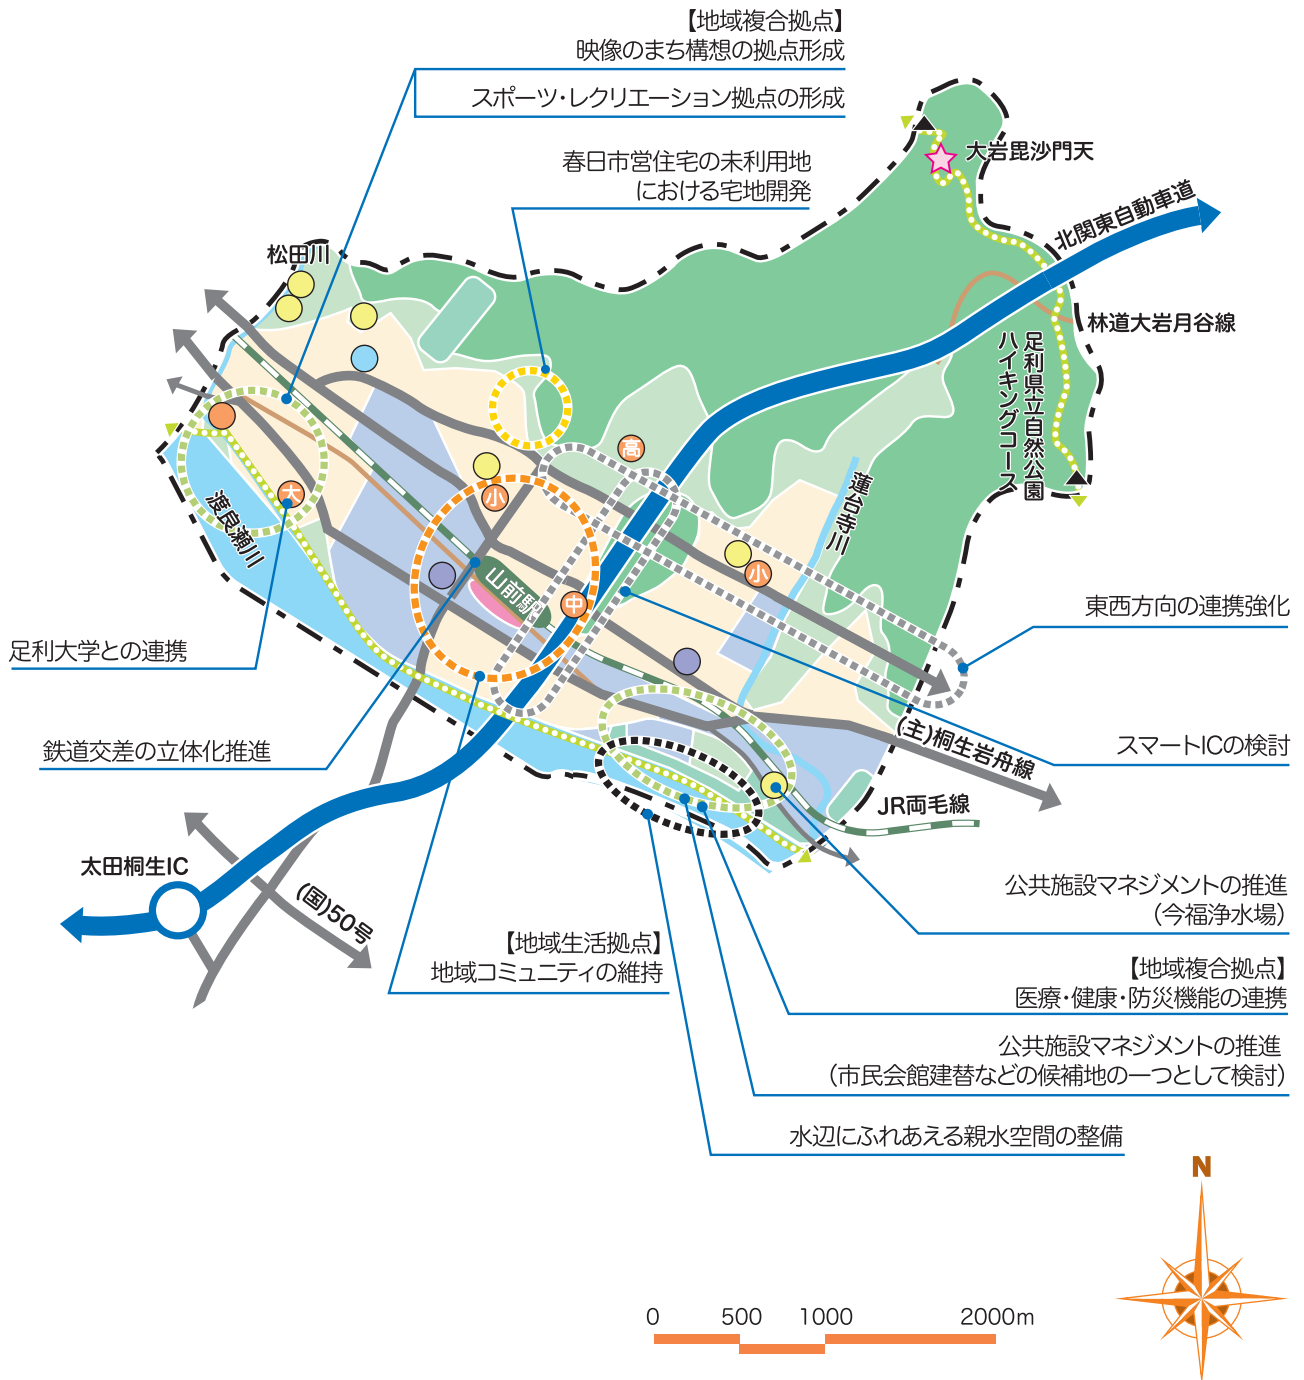 【地域複合拠点】
映像のまち構想の拠点形成
スポーツ・レクリエーション拠点の形成
春日市営住宅の未利用地
における宅地開発
大岩毘沙門天
北関東自動車道
松田川
林道大岩月谷線
足利県立自然公園
ハイキングコース
高
蓮台寺川
小
大
渡良瀬川
小
山前駅
中
東西方向の連携強化
足利大学との連携
(主)桐生岩舟線
スマートICの検討
鉄道交差の立体化推進
JR両毛線
太田桐生IC
(国)50号
公共施設マネジメントの推進
（今福浄水場）
【地域生活拠点】
地域コミュニティの維持
【地域複合拠点】
医療・健康・防災機能の連携
公共施設マネジメントの推進
（市民会館建替などの候補地の一つとして検討）
水辺にふれあえる親水空間の整備
N
0 500 1000 2000m